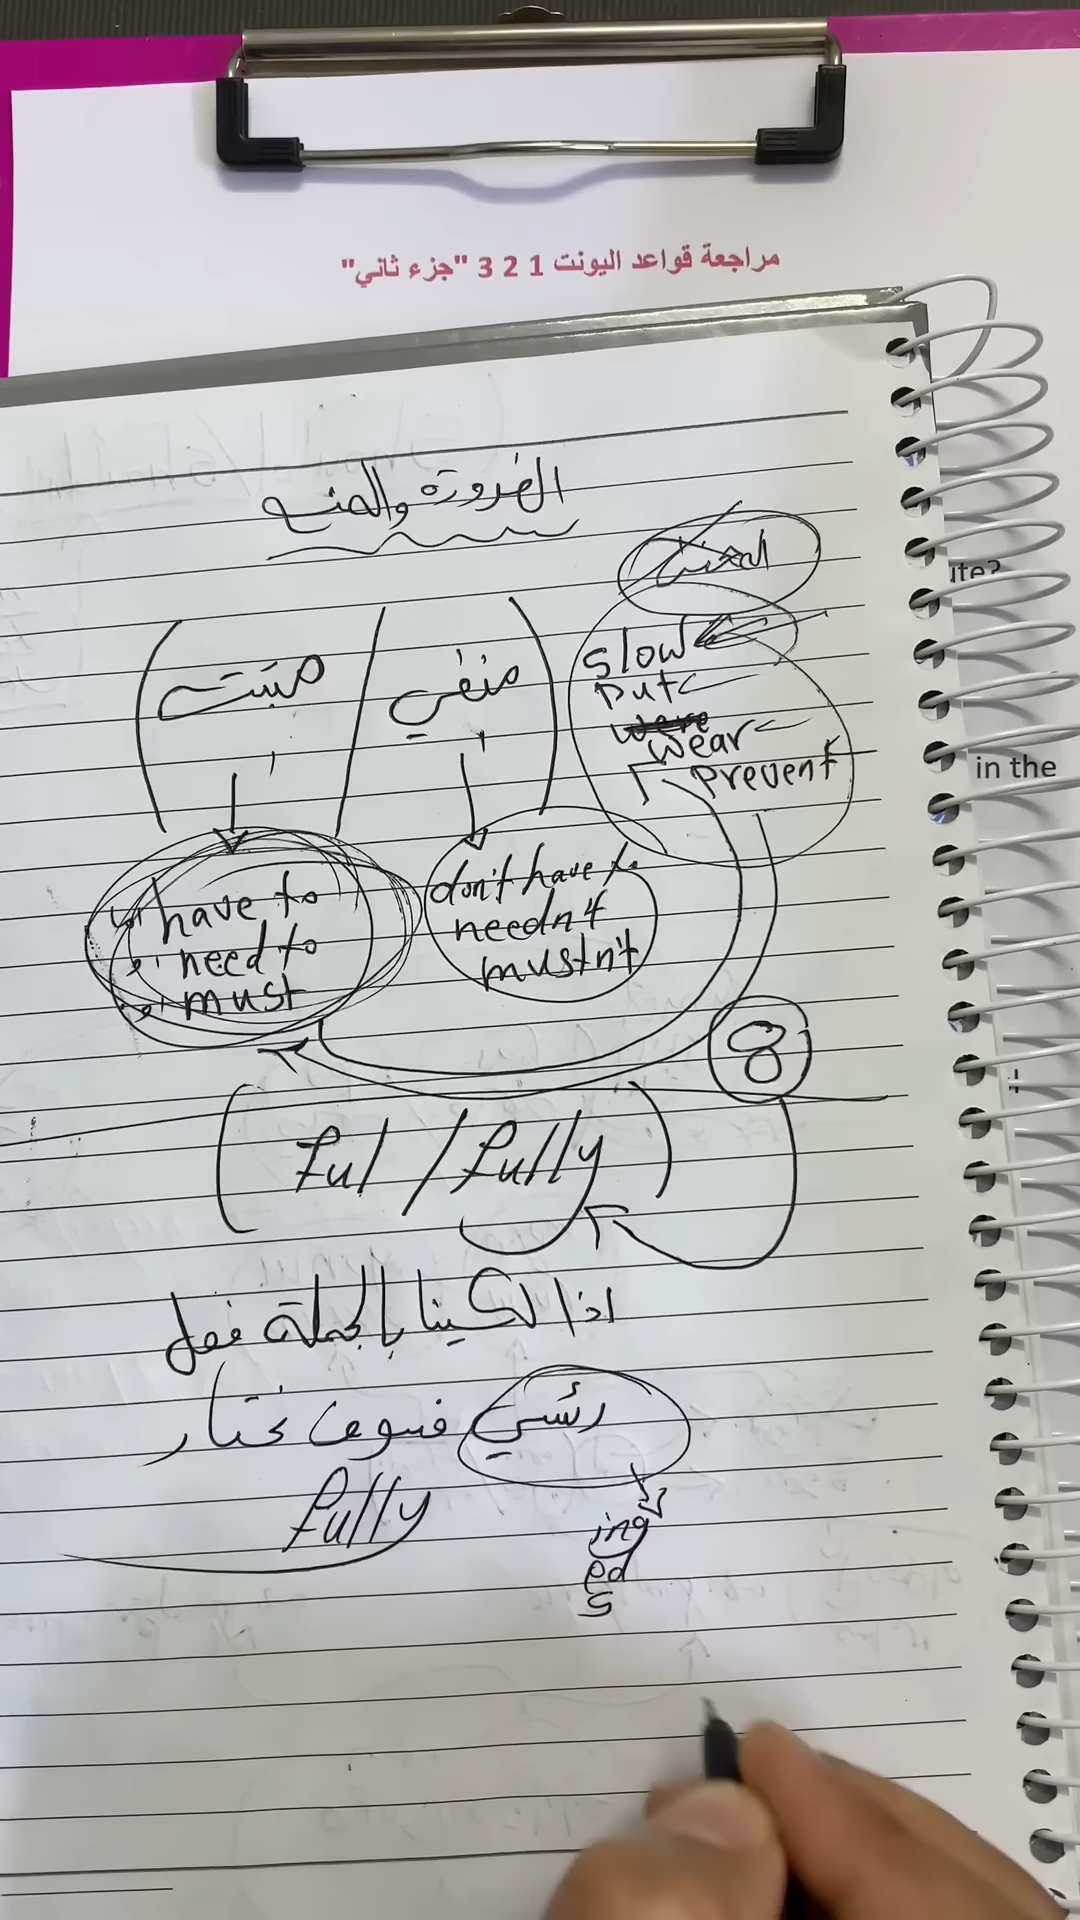 مراجعة قواعد اليونت 1 2 3 "جزء ثاني"
الضرورة والمنع
ute?
منفي / مثبت
slow
put
wear
prevent
in the
have to
need to
must
don't have to
needn't
mustn't
8
ful / fully
اذا لكينا بالجملة فعل
رئسي فسوف نختار
fully
ing
ed
s